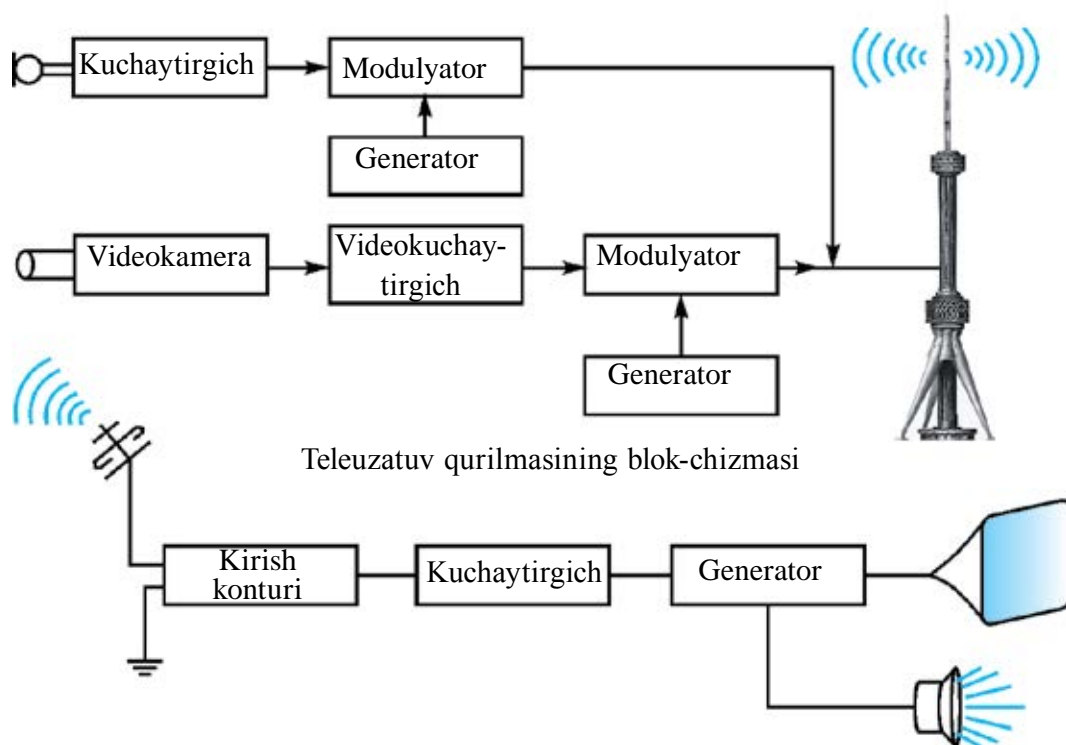 Kuchaytirgich
Modulyator
Generator
Videokamera
Videokuchay-
tirgich
Modulyator
Generator
Teleuzatuv qurilmasining blok-chizmasi
Kirish
konturi
Kuchaytirgich
Generator